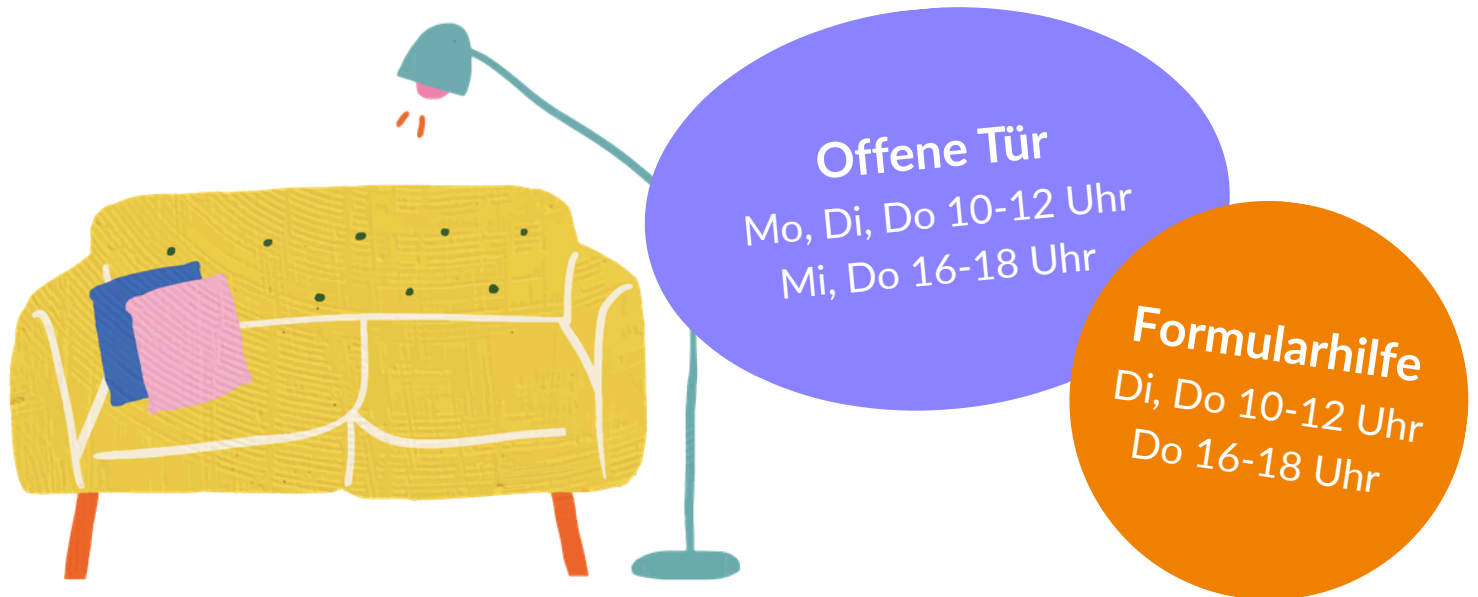 Offene Tür
Mo, Di, Do 10-12 Uhr
Mi, Do 16-18 Uhr
Formularhilfe
Di, Do 10-12 Uhr
Do 16-18 Uhr